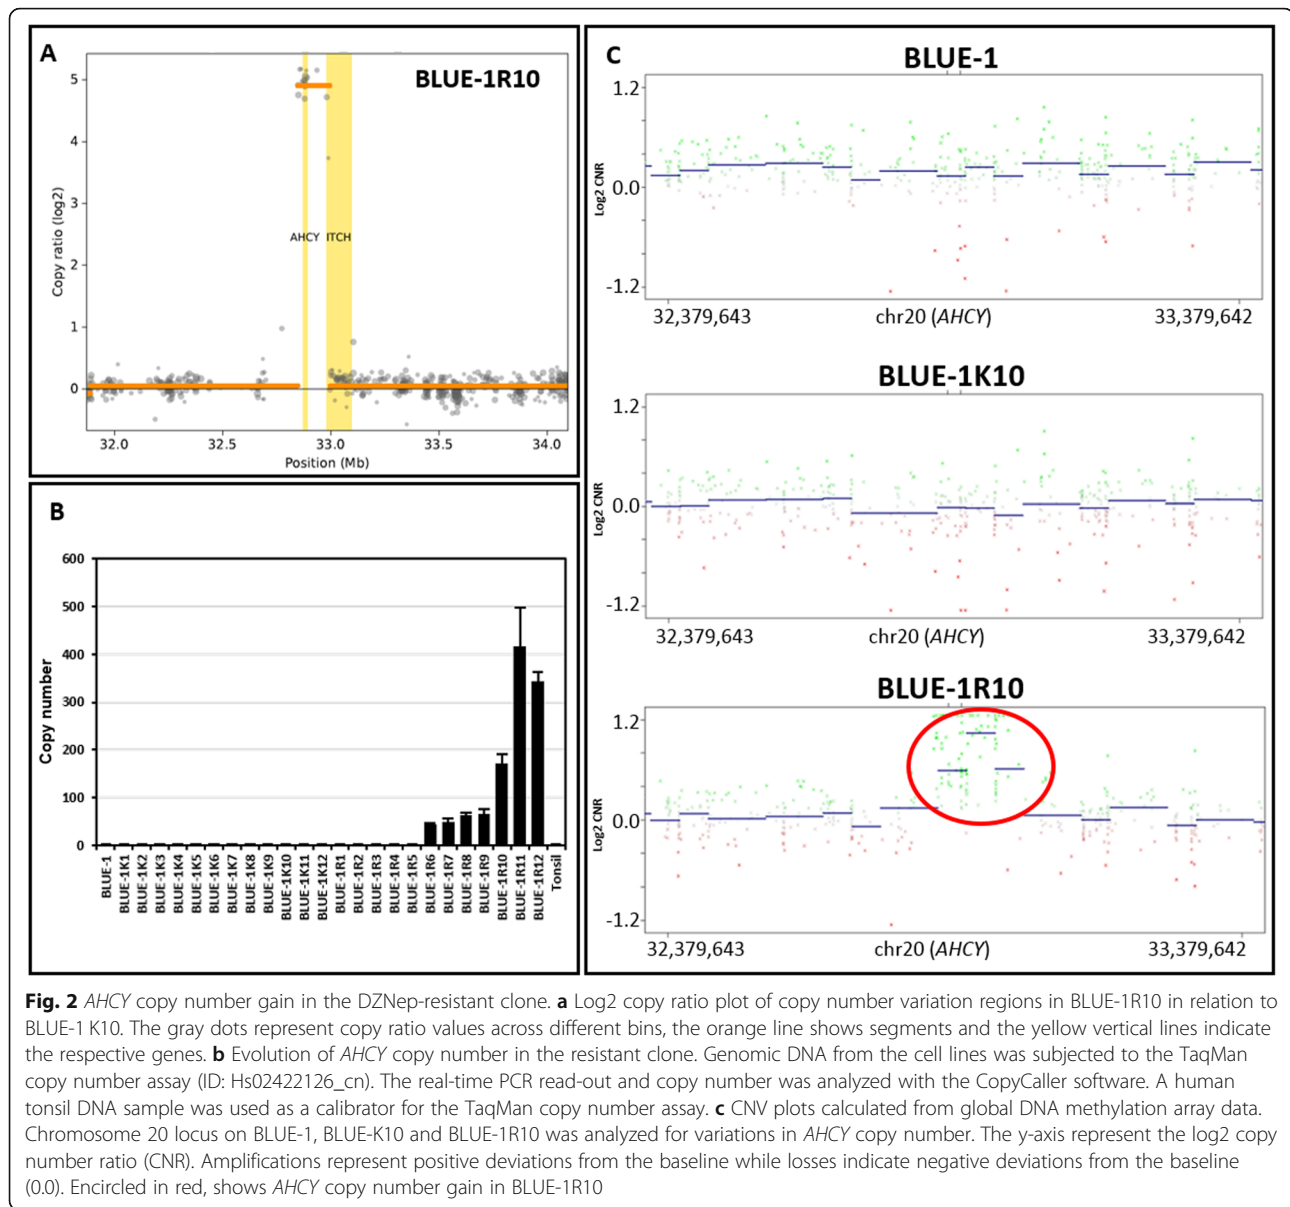 A
BLUE-1R10
Copy ratio (log2)
5
4
3
2
1
0
AHCY ITCH
32.0 32.5 33.0 33.5 34.0
Position (Mb)
B
Copy number
600
500
400
300
200
100
0
BLUE-1
BLUE-1K1
BLUE-1K2
BLUE-1K3
BLUE-1K4
BLUE-1K5
BLUE-1K6
BLUE-1K7
BLUE-1K8
BLUE-1K9
BLUE-1K10
BLUE-1K11
BLUE-1K12
BLUE-1R1
BLUE-1R2
BLUE-1R3
BLUE-1R4
BLUE-1R5
BLUE-1R6
BLUE-1R7
BLUE-1R8
BLUE-1R9
BLUE-1R10
BLUE-1R11
BLUE-1R12
Tonsil
C
BLUE-1
Log2 CNR
1.2
0.0
-1.2
32,379,643 chr20 (AHCY) 33,379,642
BLUE-1K10
Log2 CNR
1.2
0.0
-1.2
32,379,643 chr20 (AHCY) 33,379,642
BLUE-1R10
Log2 CNR
1.2
0.0
-1.2
32,379,643 chr20 (AHCY) 33,379,642
Fig. 2 AHCY copy number gain in the DZNep-resistant clone. a Log2 copy ratio plot of copy number variation regions in BLUE-1R10 in relation to
BLUE-1 K10. The gray dots represent copy ratio values across different bins, the orange line shows segments and the yellow vertical lines indicate
the respective genes. b Evolution of AHCY copy number in the resistant clone. Genomic DNA from the cell lines was subjected to the TaqMan
copy number assay (ID: Hs02422126_cn). The real-time PCR read-out and copy number was analyzed with the CopyCaller software. A human
tonsil DNA sample was used as a calibrator for the TaqMan copy number assay. c CNV plots calculated from global DNA methylation array data.
Chromosome 20 locus on BLUE-1, BLUE-K10 and BLUE-1R10 was analyzed for variations in AHCY copy number. The y-axis represent the log2 copy
number ratio (CNR). Amplifications represent positive deviations from the baseline while losses indicate negative deviations from the baseline
(0.0). Encircled in red, shows AHCY copy number gain in BLUE-1R10